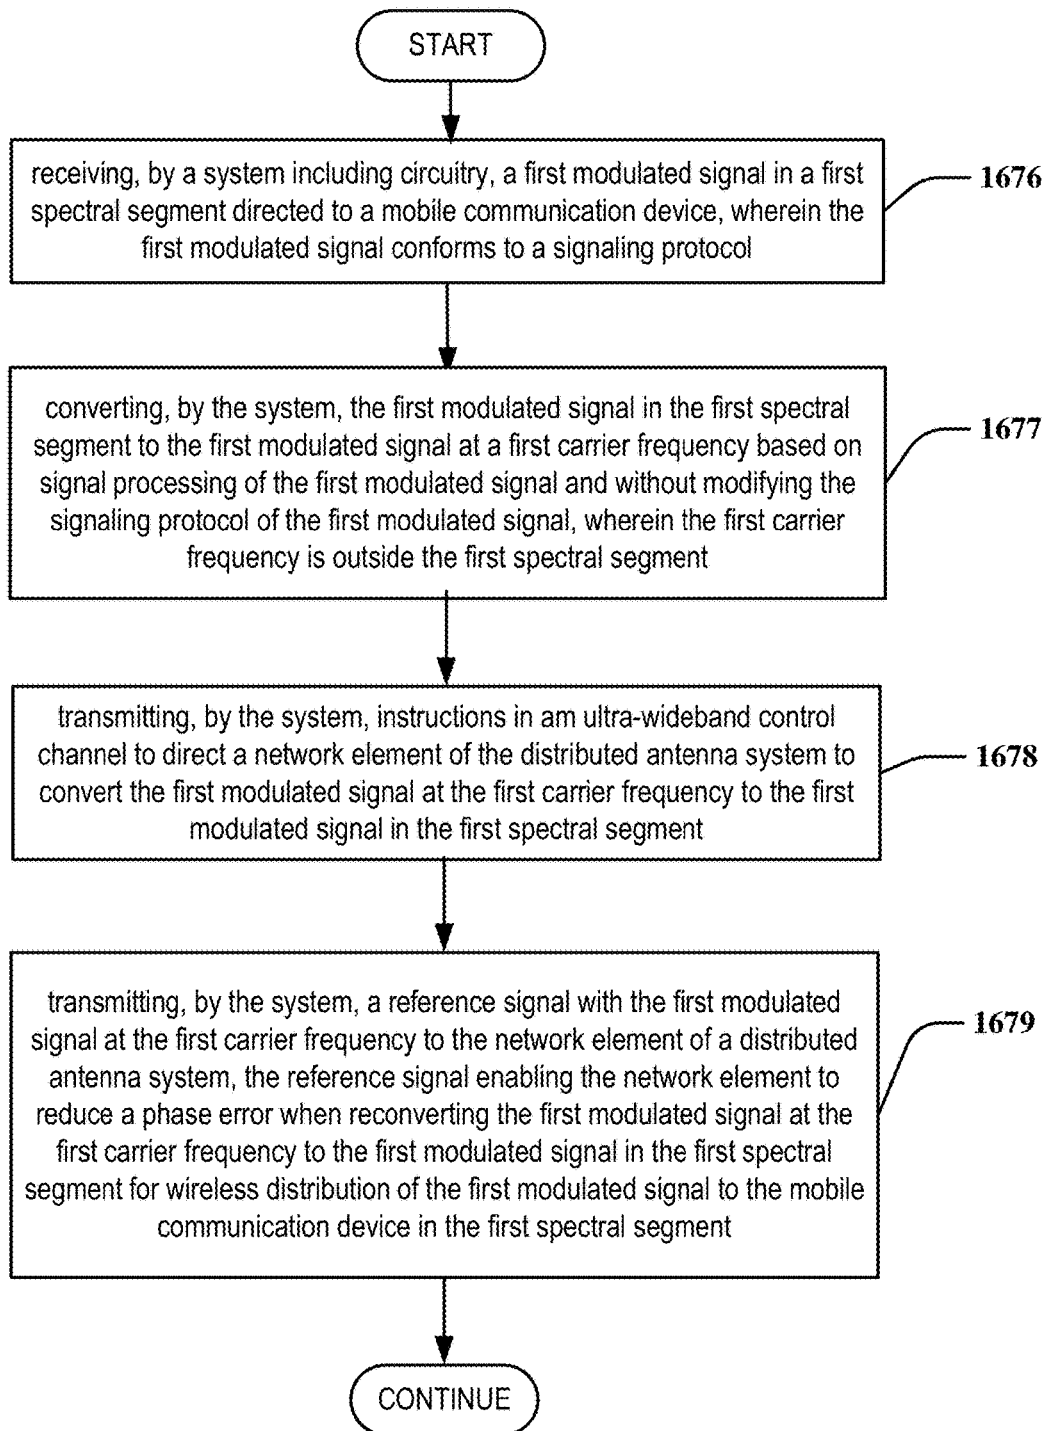 START
receiving, by a system including circuitry, a first modulated signal in a first
spectral segment directed to a mobile communication device, wherein the
first modulated signal conforms to a signaling protocol
1676
converting, by the system, the first modulated signal in the first spectral
segment to the first modulated signal at a first carrier frequency based on
signal processing of the first modulated signal and without modifying the
signaling protocol of the first modulated signal, wherein the first carrier
frequency is outside the first spectral segment
1677
transmitting, by the system, instructions in am ultra-wideband control
channel to direct a network element of the distributed antenna system to
convert the first modulated signal at the first carrier frequency to the first
modulated signal in the first spectral segment
1678
transmitting, by the system, a reference signal with the first modulated
signal at the first carrier frequency to the network element of a distributed
antenna system, the reference signal enabling the network element to
reduce a phase error when reconverting the first modulated signal at the
first carrier frequency to the first modulated signal in the first spectral
segment for wireless distribution of the first modulated signal to the mobile
communication device in the first spectral segment
1679
CONTINUE